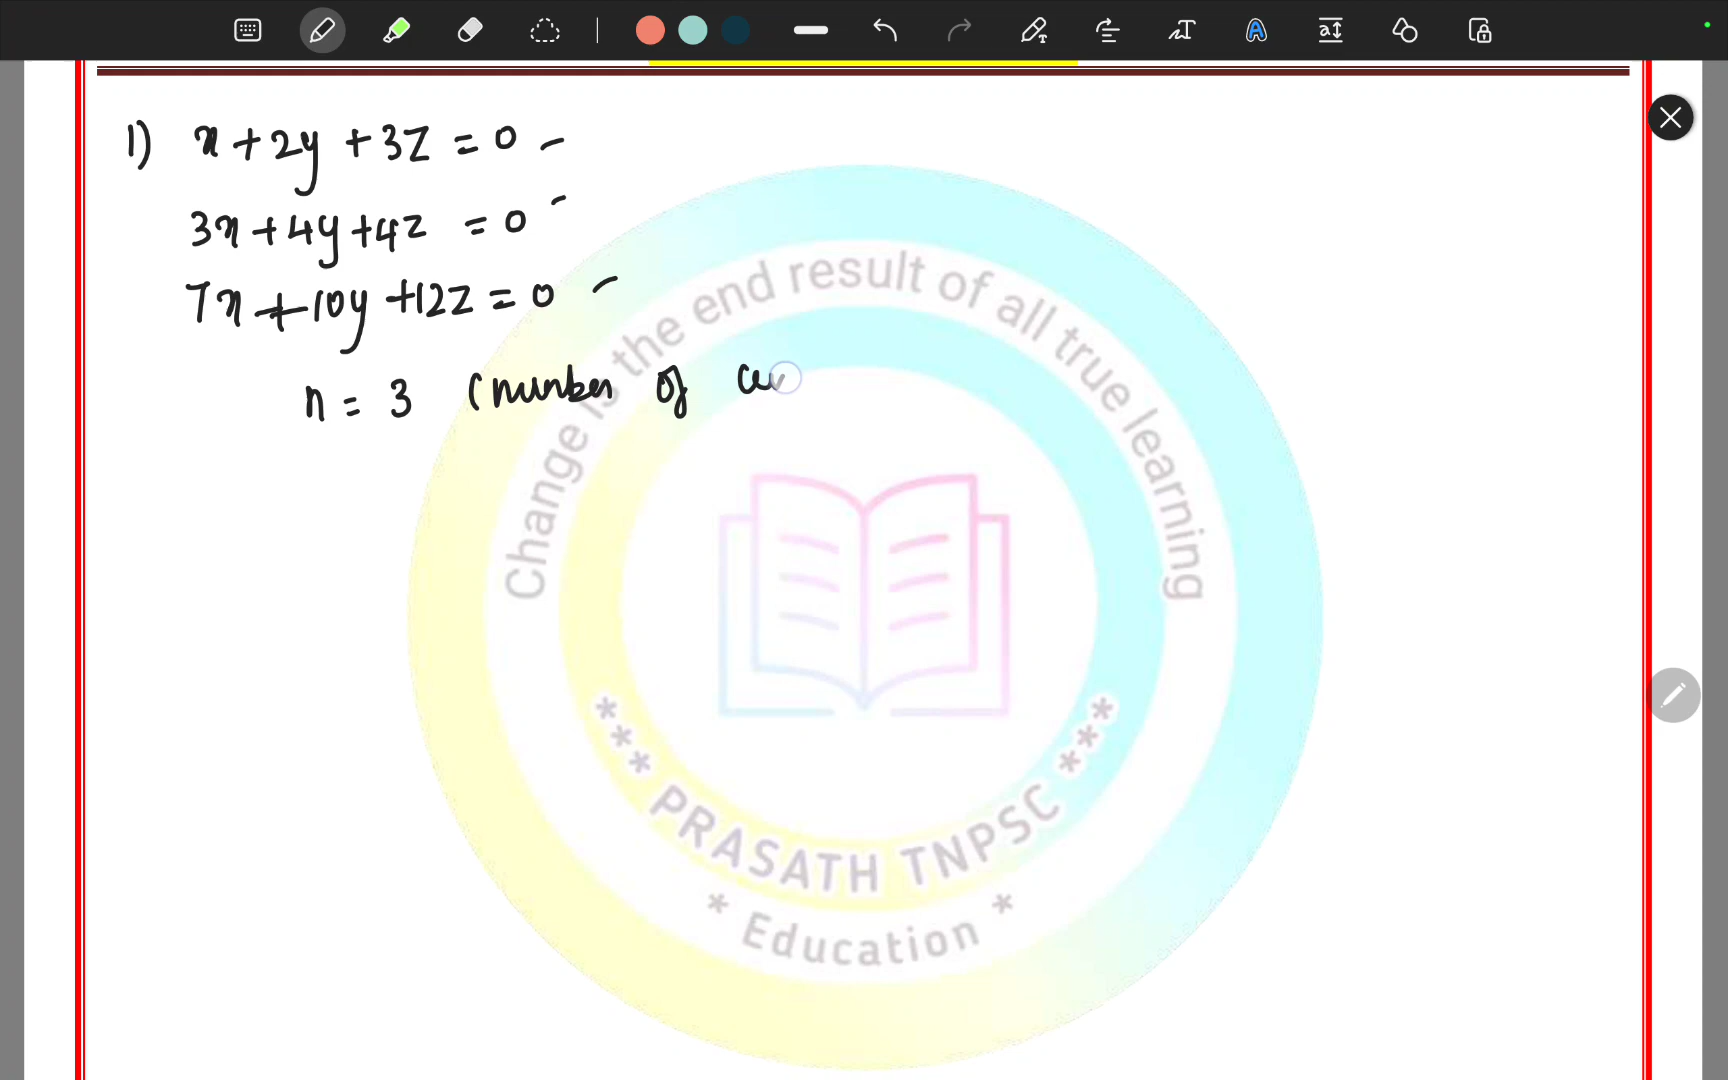 1) x + 2y + 3z = 0 -
3x + 4y + 4z = 0 -
7x + 10y + 12z = 0 -
n = 3 ( number of
Change is the end result of all true learning
*** PRASATH TNPSC ***
* Education *